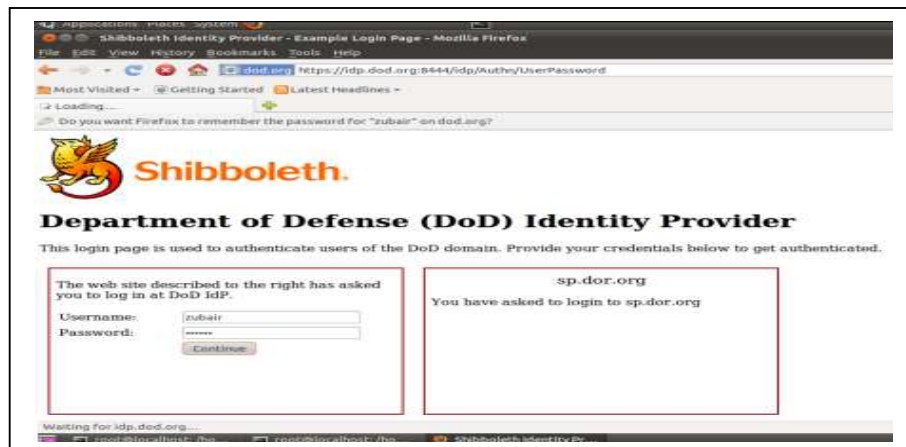 Applications Places System
Shibboleth Identity Provider - Example Login Page - Mozilla Firefox
File Edit View History Bookmarks Tools Help
dod.org https://idp.dod.org:8444/idp/Authn/UserPassword
Most Visited Getting Started Latest Headlines
Loading...
Do you want Firefox to remember the password for "zubair" on dod.org?
Shibboleth.
Department of Defense (DoD) Identity Provider
This login page is used to authenticate users of the DoD domain. Provide your credentials below to get authenticated.
The web site described to the right has asked
you to log in at DoD IdP.
Username: zubair
Password: ••••••
Continue
sp.dor.org
You have asked to login to sp.dor.org
Waiting for idp.dod.org...
root@localhost: /ho... root@localhost: /ho... Shibboleth Identity Pr...